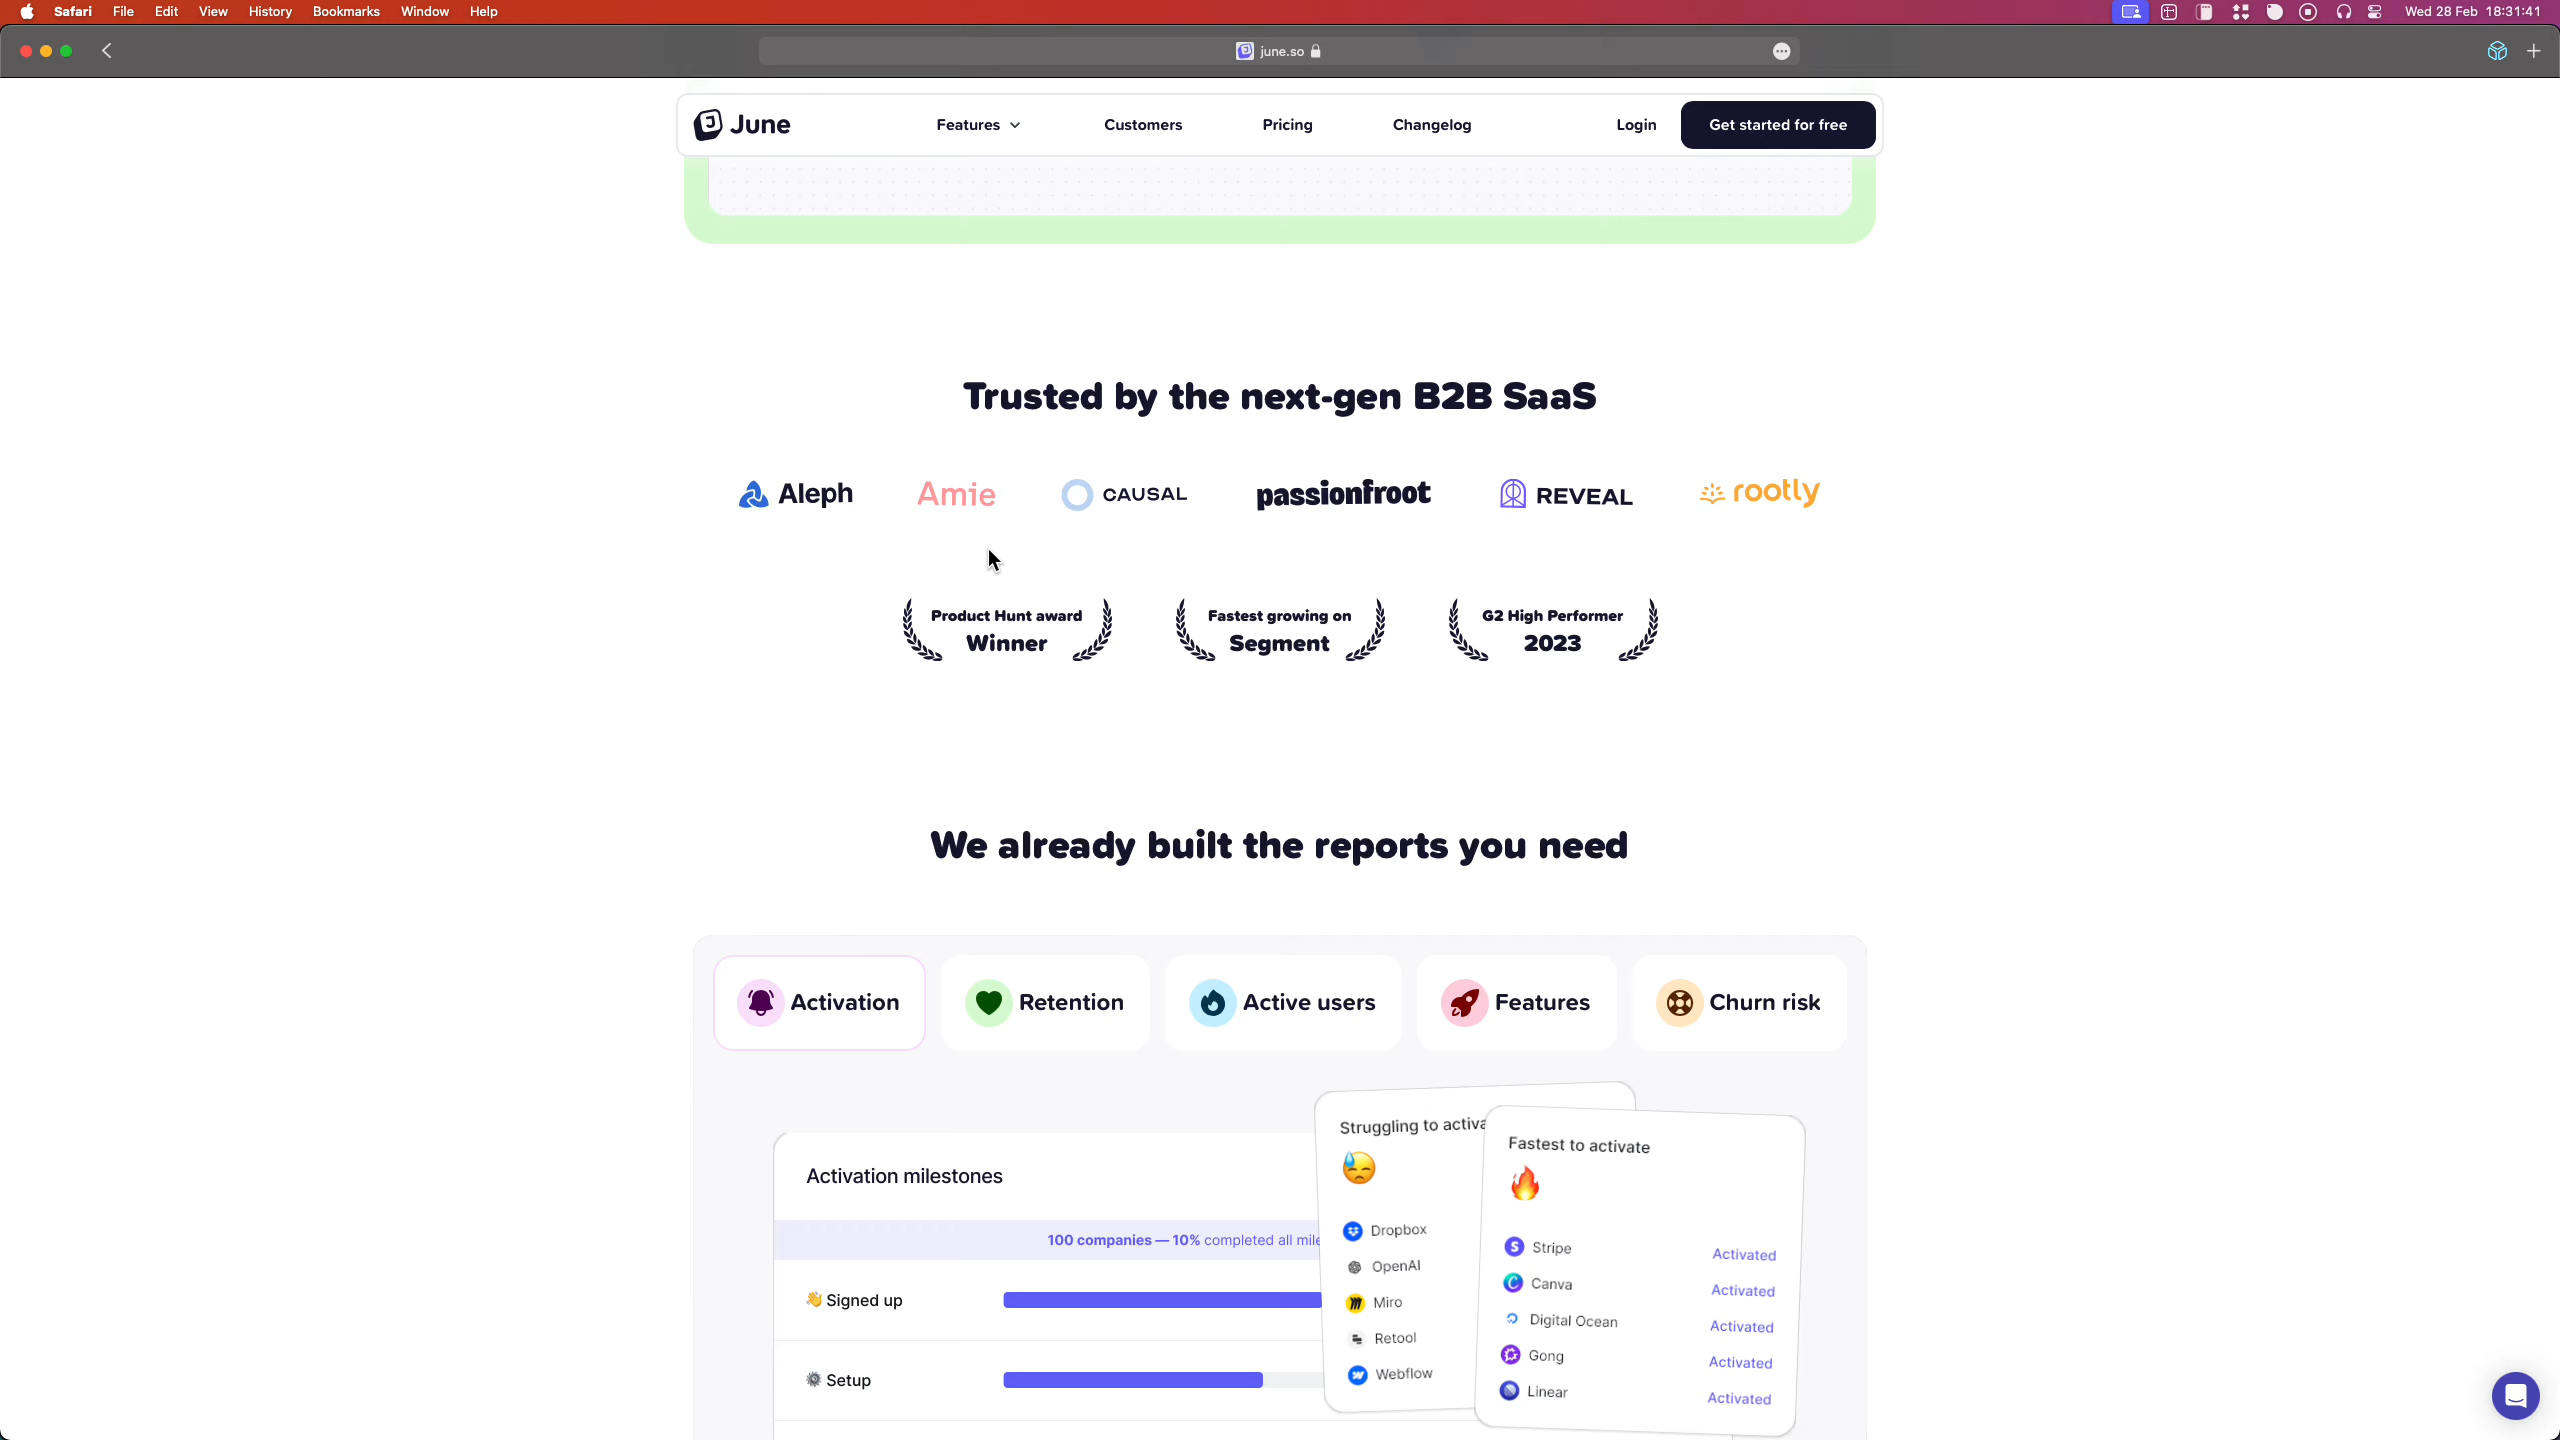 Safari File Edit View History Bookmarks Window Help
Wed 28 Feb 18:31:41
june.so
June
Features
Customers
Pricing
Changelog
Login
Get started for free
Trusted by the next-gen B2B SaaS
Aleph
Amie
CAUSAL
passionfroot
REVEAL
rootly
Product Hunt award
Winner
Fastest growing on
Segment
G2 High Performer
2023
We already built the reports you need
Activation
Retention
Active users
Features
Churn risk
Activation milestones
100 companies — 10% completed all mile
👋 Signed up
⚙️ Setup
Struggling to activa
😓
Dropbox
OpenAI
Miro
Retool
Webflow
Fastest to activate
🔥
Stripe Activated
Canva Activated
Digital Ocean Activated
Gong Activated
Linear Activated